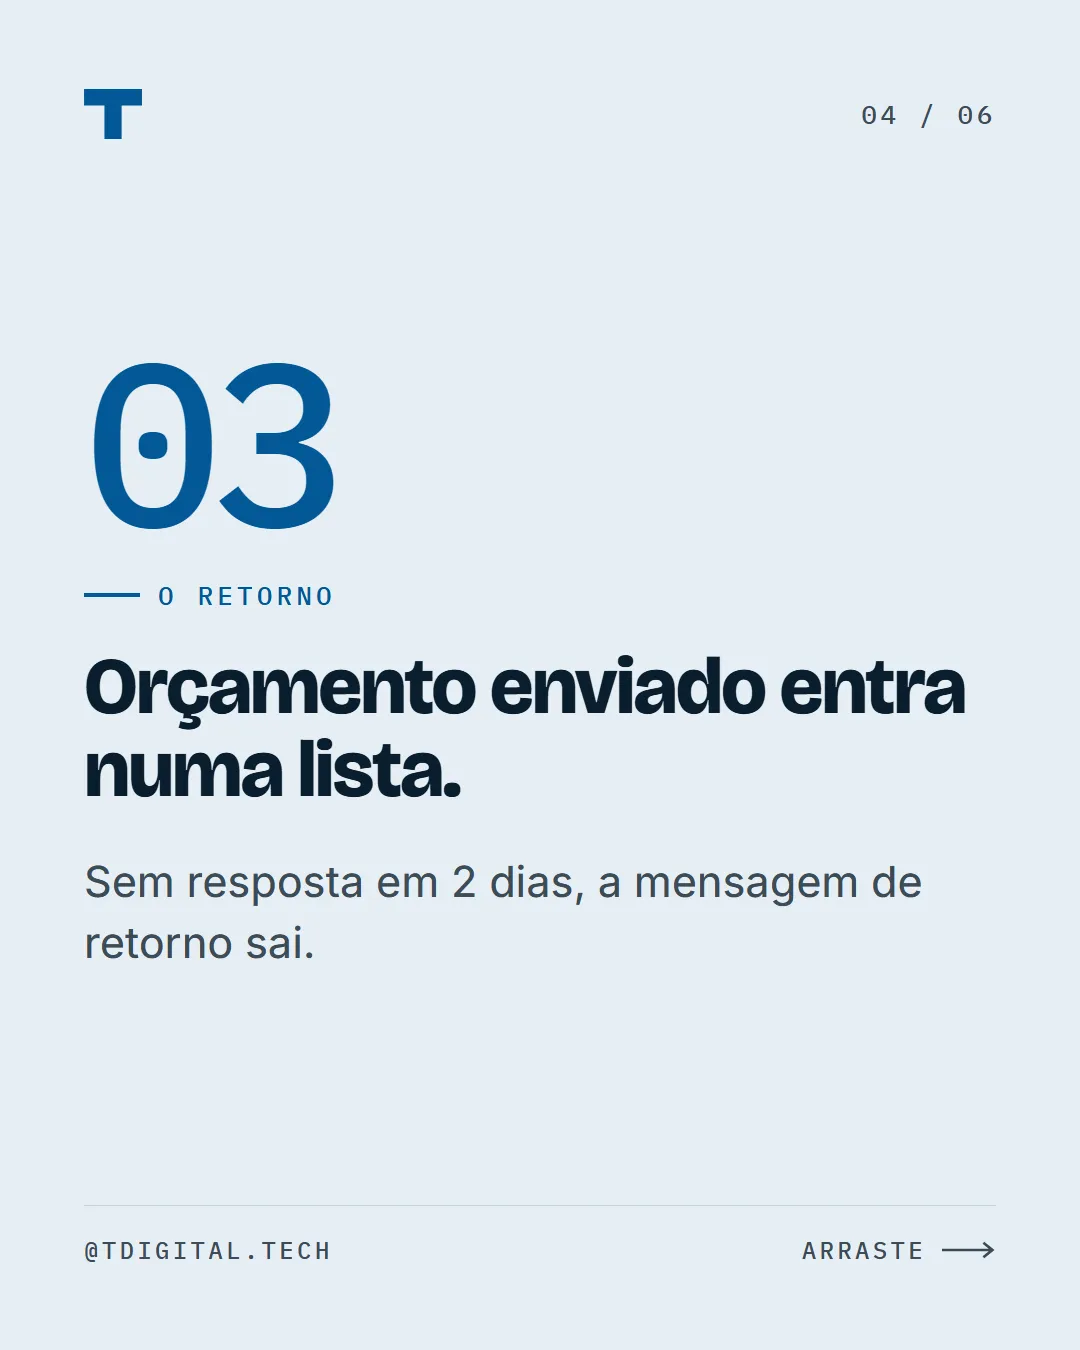 T
04 / 06
03
O RETORNO
Orçamento enviado entra
numa lista.
Sem resposta em 2 dias, a mensagem de
retorno sai.
@TDIGITAL.TECH
ARRASTE